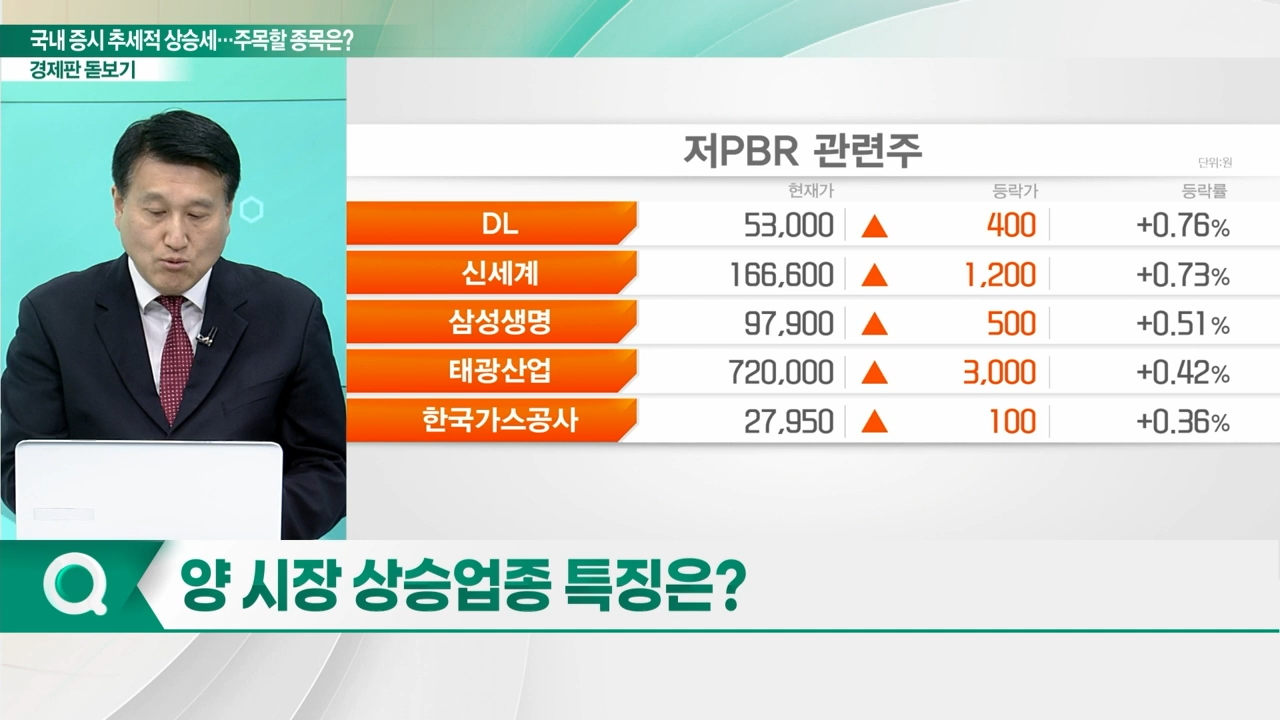 국내 증시 추세적 상승세…주목할 종목은?
경제판 돋보기
저PBR 관련주
단위:원
현재가 등락가 등락률
DL 53,000 ▲ 400 +0.76%
신세계 166,600 ▲ 1,200 +0.73%
삼성생명 97,900 ▲ 500 +0.51%
태광산업 720,000 ▲ 3,000 +0.42%
한국가스공사 27,950 ▲ 100 +0.36%
양 시장 상승업종 특징은?